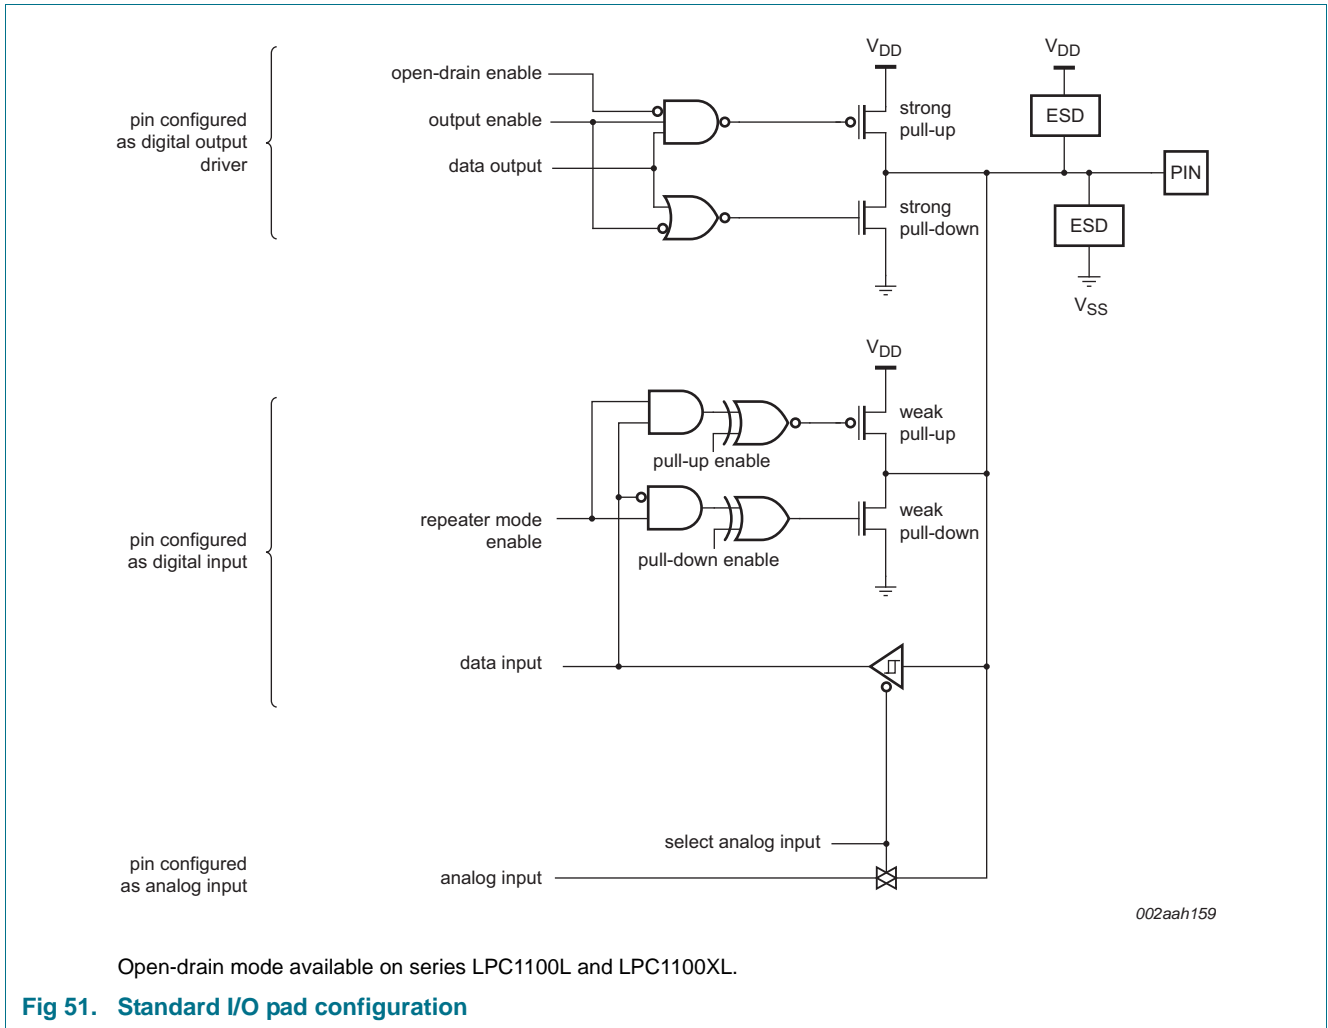 VDD
VDD
open-drain enable
strong
pull-up
ESD
pin configured
as digital output
driver
output enable
data output
PIN
strong
pull-down
ESD
VSS
VDD
weak
pull-up
pull-up enable
repeater mode
enable
weak
pull-down
pin configured
as digital input
pull-down enable
data input
select analog input
pin configured
as analog input
analog input
002aah159
Open-drain mode available on series LPC1100L and LPC1100XL.
Fig 51. Standard I/O pad configuration